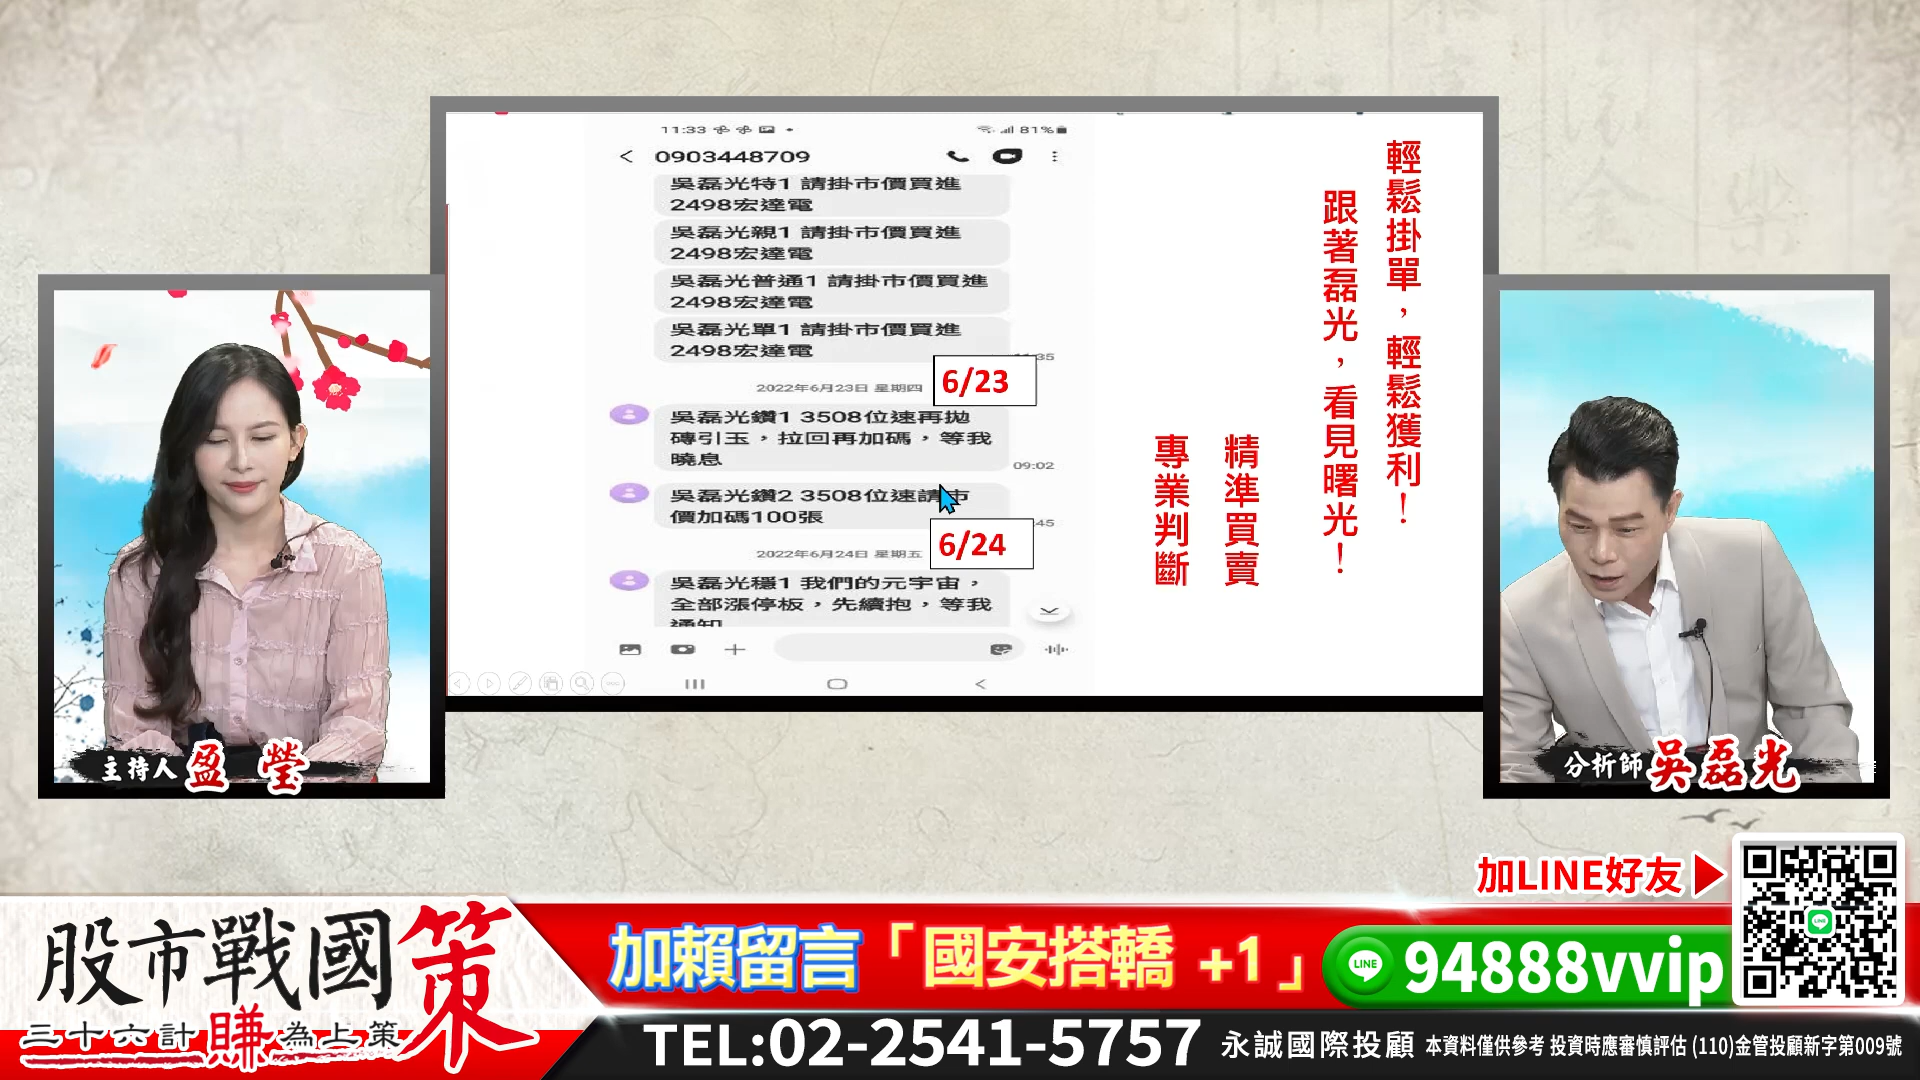 11:33
81%
0903448709
吳磊光特1 請掛市價買進
2498宏達電
吳磊光親1 請掛市價買進
2498宏達電
吳磊光普通1 請掛市價買進
2498宏達電
吳磊光單1 請掛市價買進
2498宏達電
2022年6月23日 星期四
6/23
吳磊光鑽1 3508位速再拋
磚引玉，拉回再加碼，等我
曉息
09:02
吳磊光鑽2 3508位速請市
價加碼100張
2022年6月24日 星期五
6/24
吳磊光穩1 我們的元宇宙，
全部漲停板，先續抱，等我
通知
輕鬆掛單，輕鬆獲利！
跟著磊光，看見曙光！
精準買賣
專業判斷
主持人 盈瑩
分析師 吳磊光
加LINE好友
股市戰國策
三十六計 賺為上策
加賴留言「國安搭轎 +1」
LINE
94888vvip
TEL:02-2541-5757
永誠國際投顧
本資料僅供參考 投資時應審慎評估 (110)金管投顧新字第009號